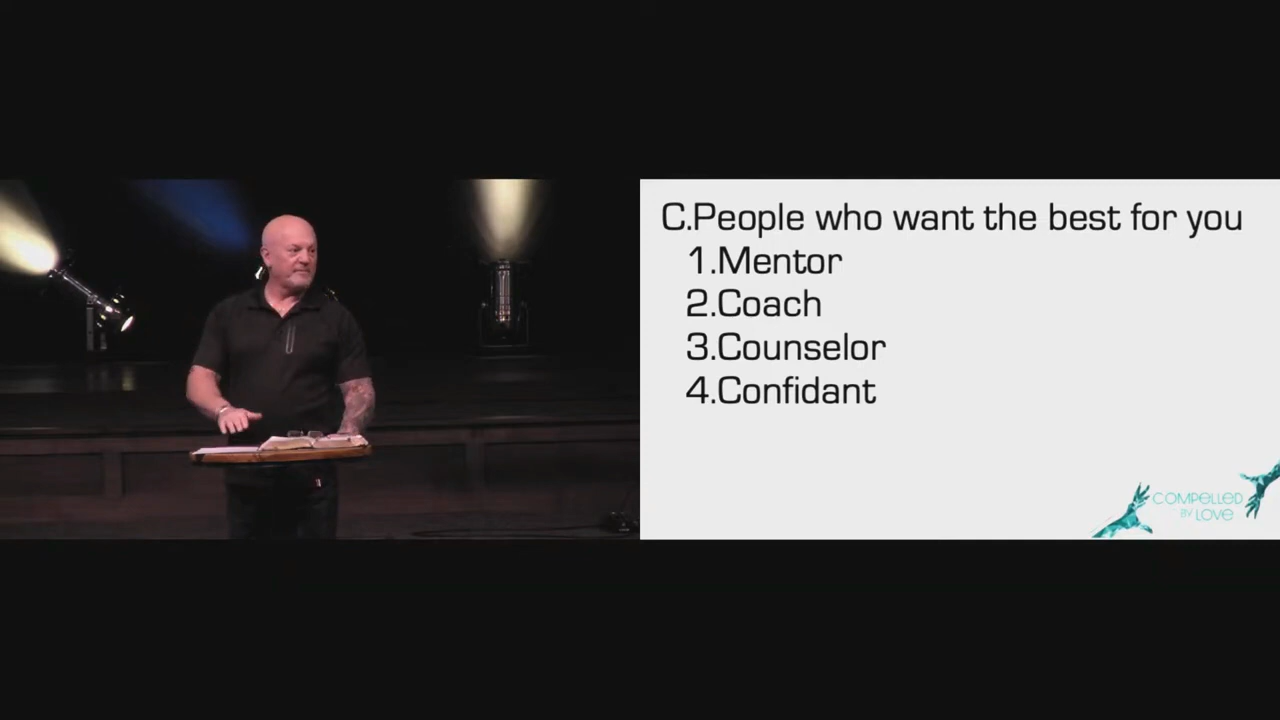 C.People who want the best for you
1.Mentor
2.Coach
3.Counselor
4.Confidant
COMPELLED
BY LOVE